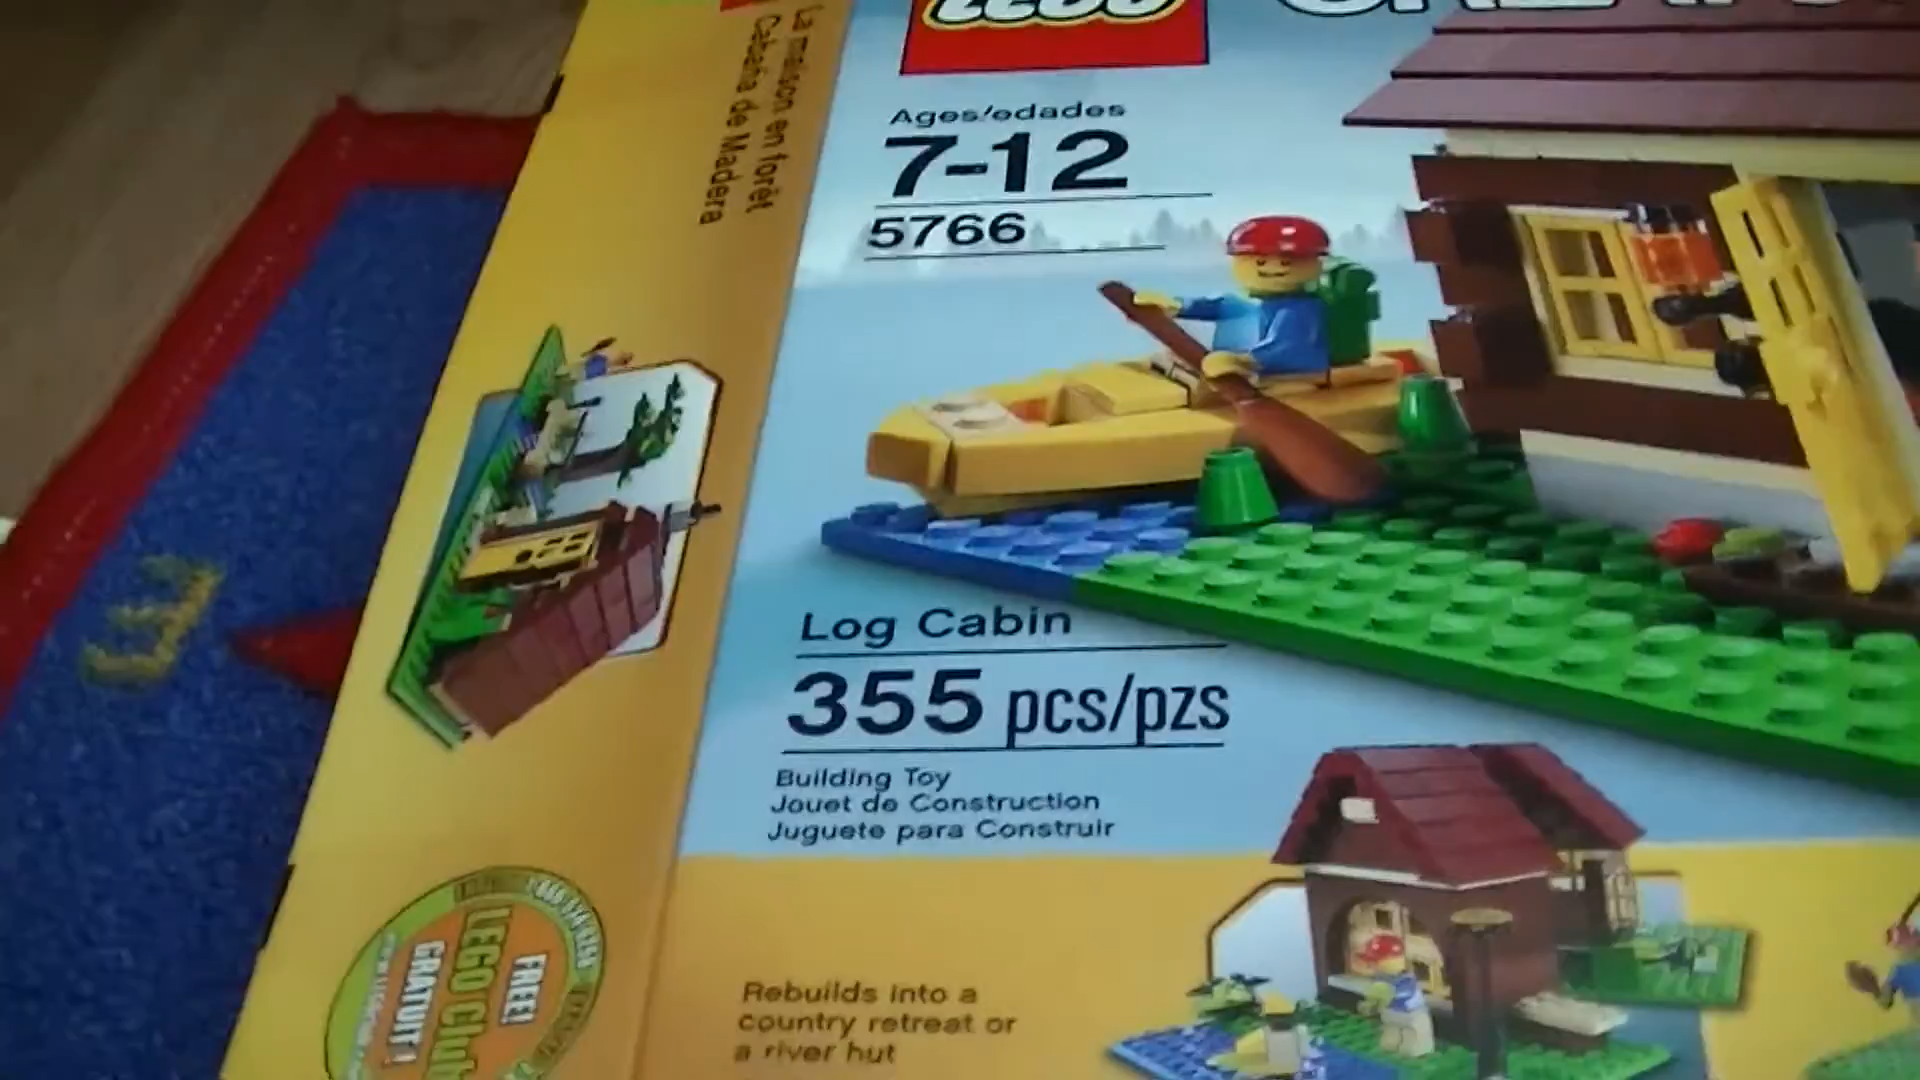 LEGO
La maison en forêt
Cabaña de Madera
Ages/edades
7-12
5766
Log Cabin
355 pcs/pzs
Building Toy
Jouet de Construction
Juguete para Construir
Rebuilds into a
country retreat or
a river hut
FREE!
LEGO Club
GRATUIT!